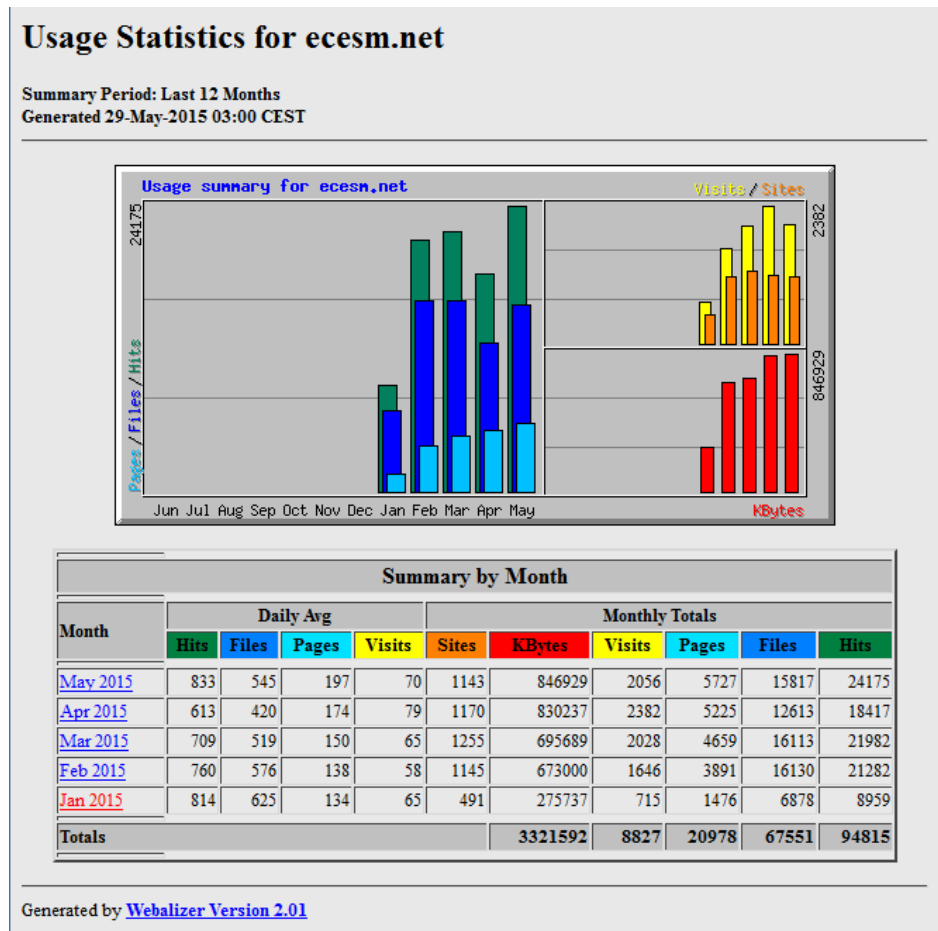 Usage Statistics for ecesm.net
Summary Period: Last 12 Months
Generated 29-May-2015 03:00 CEST
Usage summary for ecesm.net
Visits / Sites
24175
2382
Pages / Files / Hits
846929
Jun Jul Aug Sep Oct Nov Dec Jan Feb Mar Apr May
KBytes
Summary by Month
Month Daily Avg Monthly Totals
Hits Files Pages Visits Sites KBytes Visits Pages Files Hits
May 2015 833 545 197 70 1143 846929 2056 5727 15817 24175
Apr 2015 613 420 174 79 1170 830237 2382 5225 12613 18417
Mar 2015 709 519 150 65 1255 695689 2028 4659 16113 21982
Feb 2015 760 576 138 58 1145 673000 1646 3891 16130 21282
Jan 2015 814 625 134 65 491 275737 715 1476 6878 8959
Totals 3321592 8827 20978 67551 94815
Generated by Webalizer Version 2.01